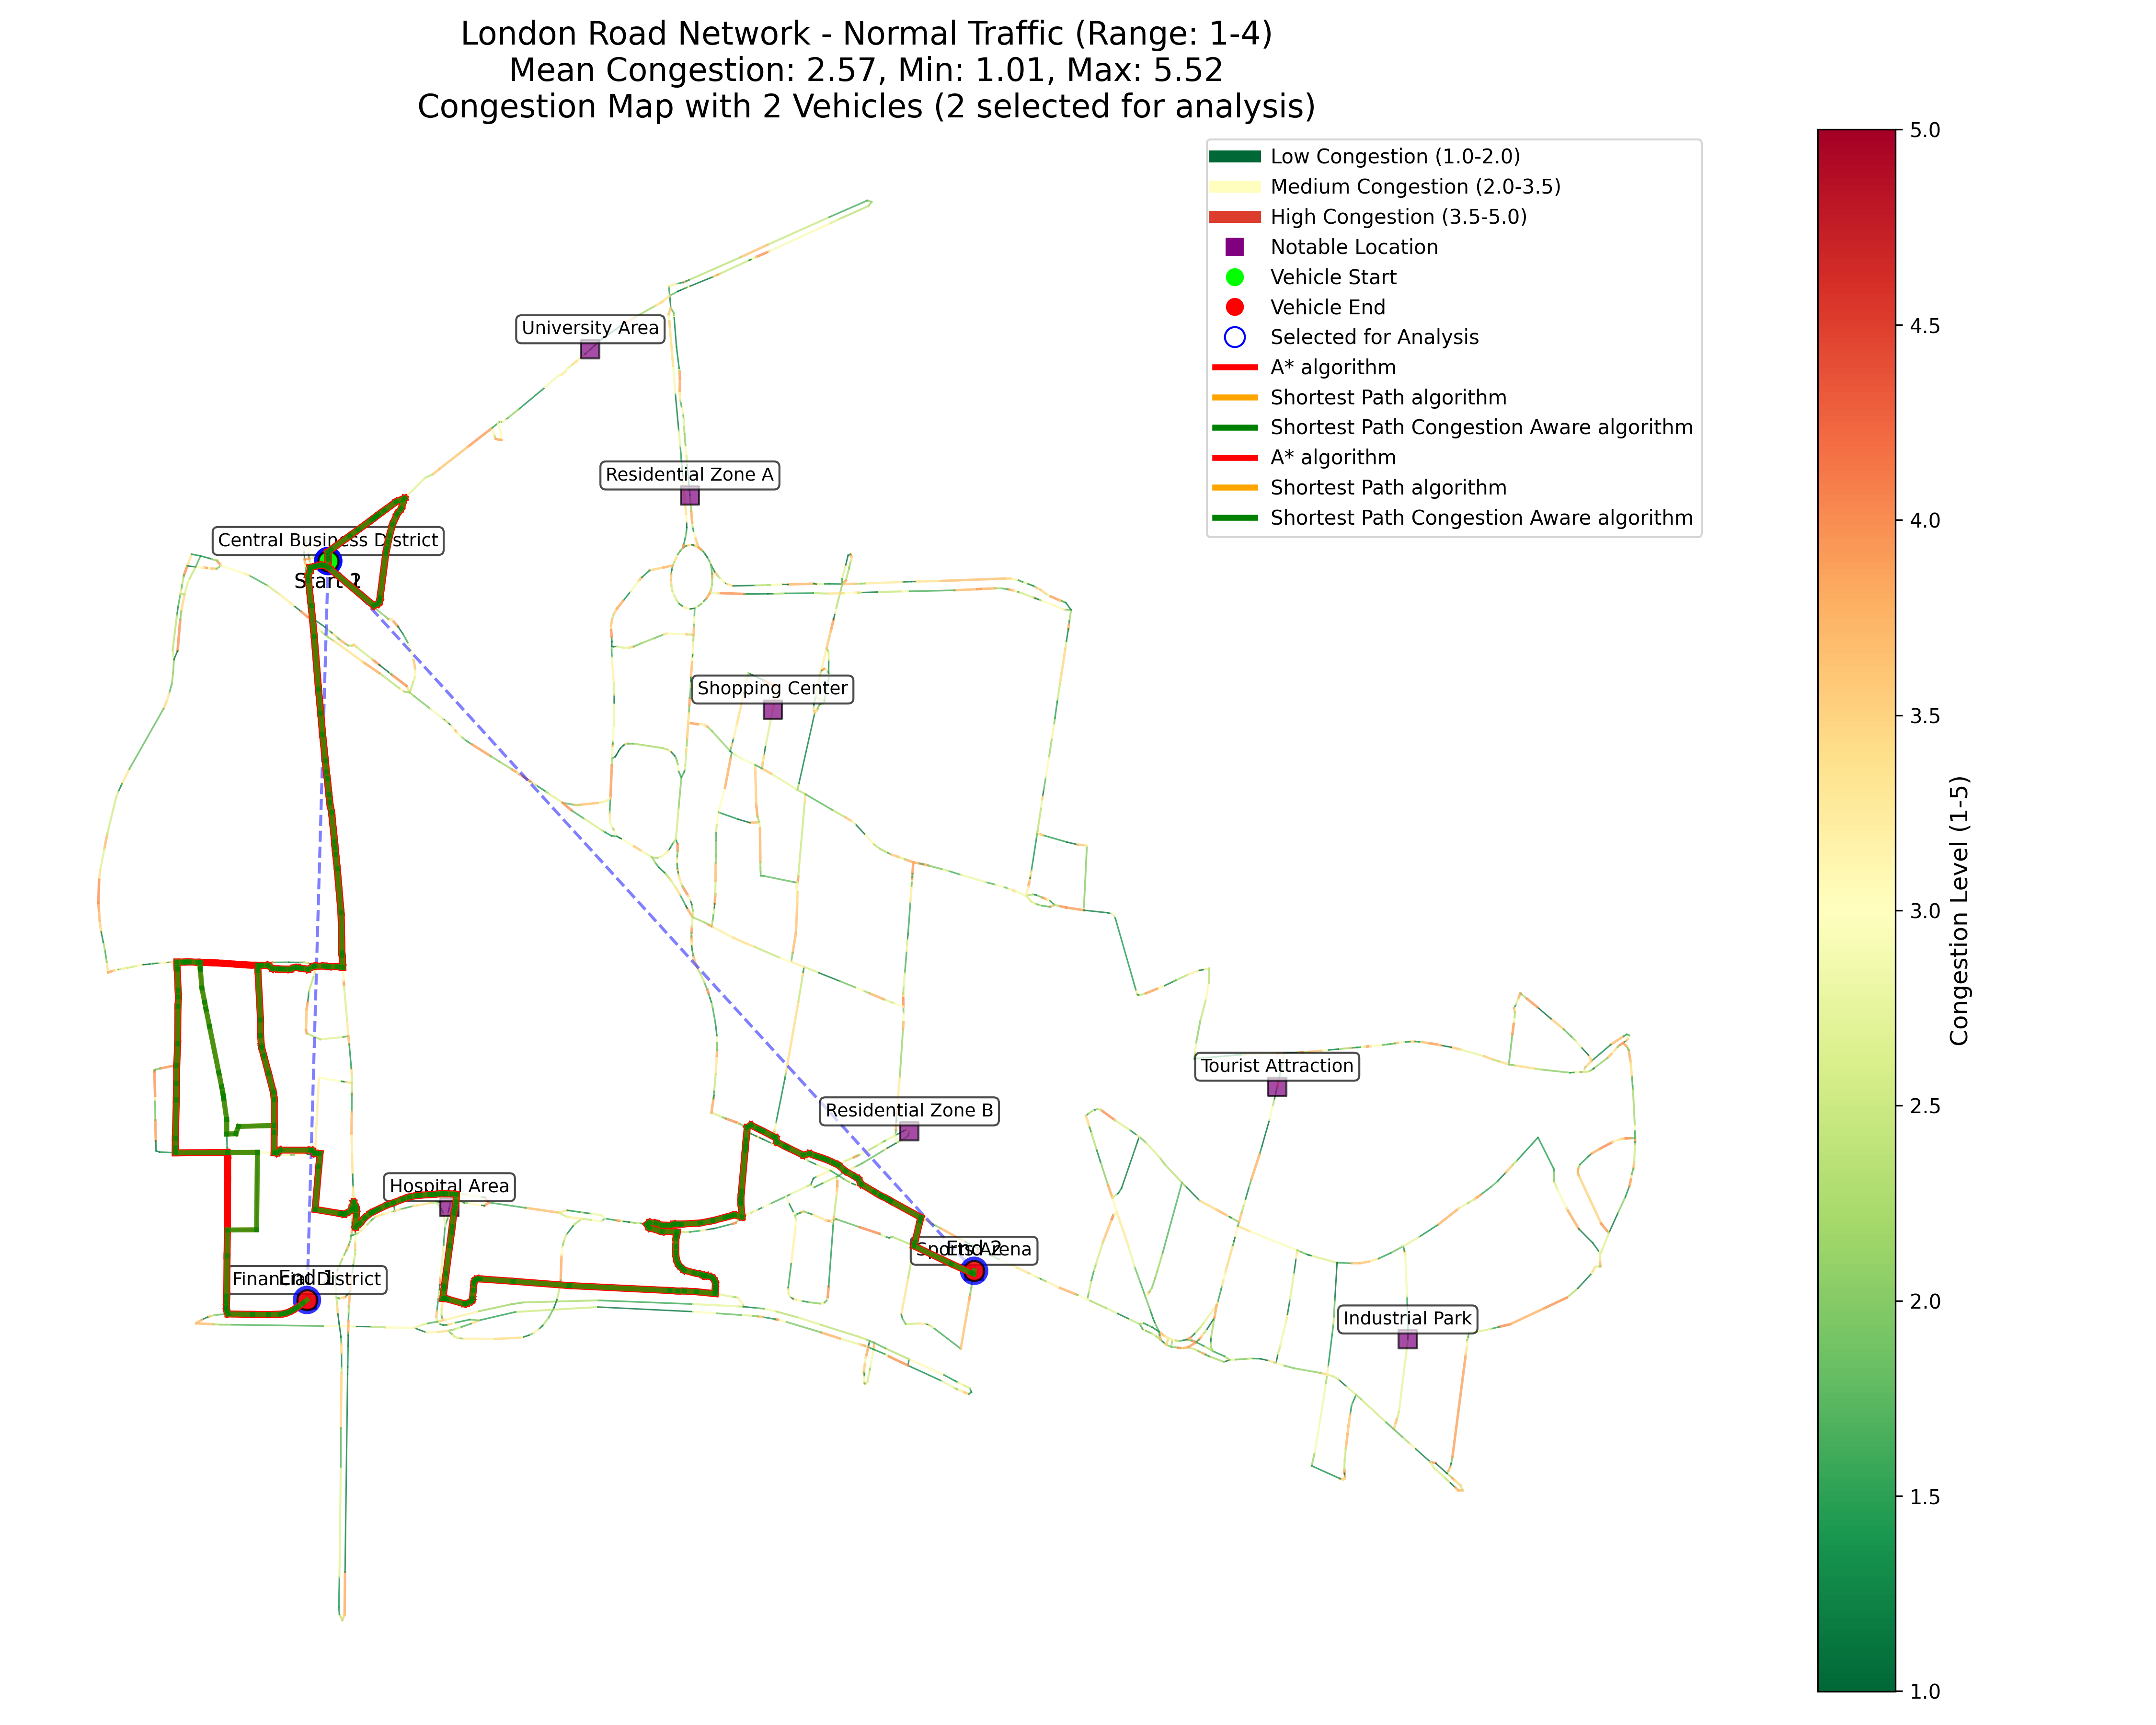 London Road Network - Normal Traffic (Range: 1-4)
Mean Congestion: 2.57, Min: 1.01, Max: 5.52
Congestion Map with 2 Vehicles (2 selected for analysis)
Low Congestion (1.0-2.0)
Medium Congestion (2.0-3.5)
High Congestion (3.5-5.0)
Notable Location
Vehicle Start
Vehicle End
Selected for Analysis
A* algorithm
Shortest Path algorithm
Shortest Path Congestion Aware algorithm
A* algorithm
Shortest Path algorithm
Shortest Path Congestion Aware algorithm
University Area
Residential Zone A
Central Business District
Start
Shopping Center
Tourist Attraction
Residential Zone B
Hospital Area
Sports Arena
End 2
Financial District
End 1
Industrial Park
5.0
4.5
4.0
3.5
3.0
2.5
2.0
1.5
1.0
Congestion Level (1-5)